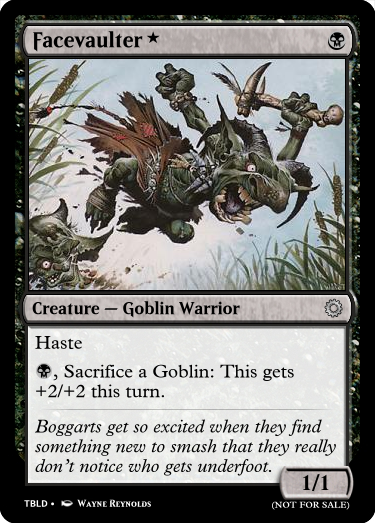 Facevaulter ★
Creature — Goblin Warrior
Haste
, Sacrifice a Goblin: This gets
+2/+2 this turn.
Boggarts get so excited when they find
something new to smash that they really
don't notice who gets underfoot.
1/1
TBLD • Wayne Reynolds
(NOT FOR SALE)